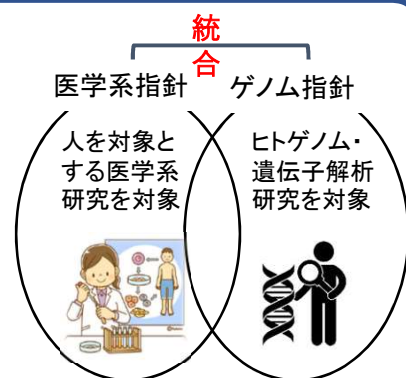 統
合
医学系指針
ゲノム指針
人を対象と
する医学系
研究を対象
ヒトゲノム・
遺伝子解析
研究を対象